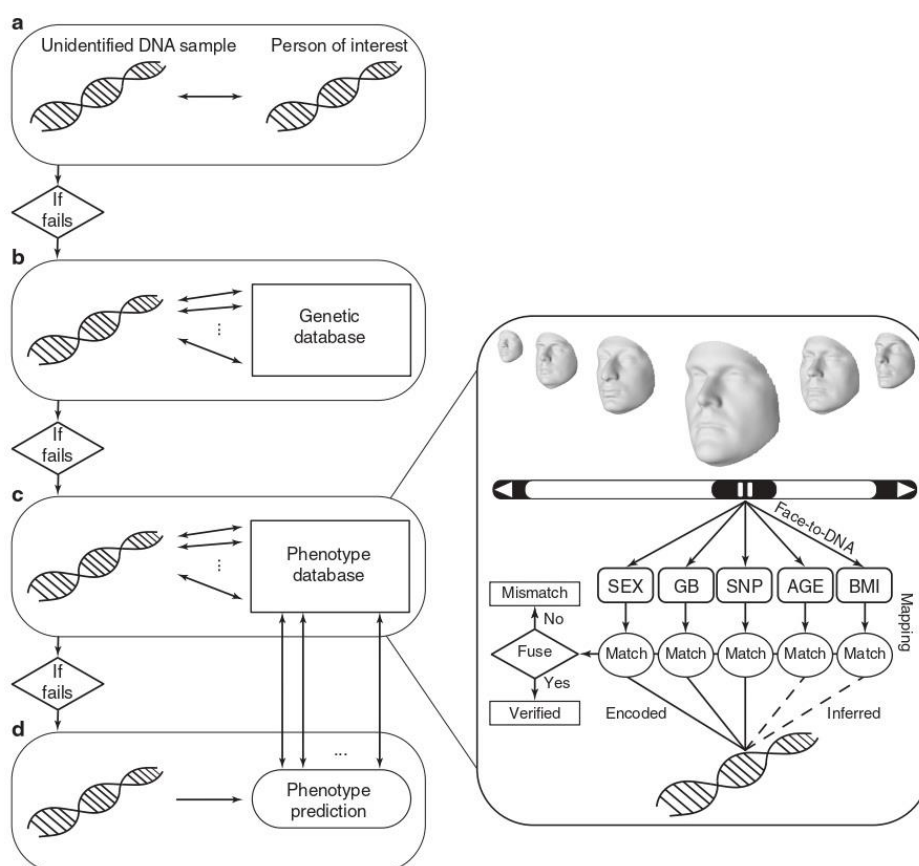 a
Unidentified DNA sample
Person of interest
If
fails
b
Genetic
database
...
If
fails
c
Phenotype
database
...
If
fails
d
...
Phenotype
prediction
Face-to-DNA
SEX
GB
SNP
AGE
BMI
Mapping
Mismatch
No
Fuse
Match
Match
Match
Match
Match
Yes
Verified
Encoded
Inferred